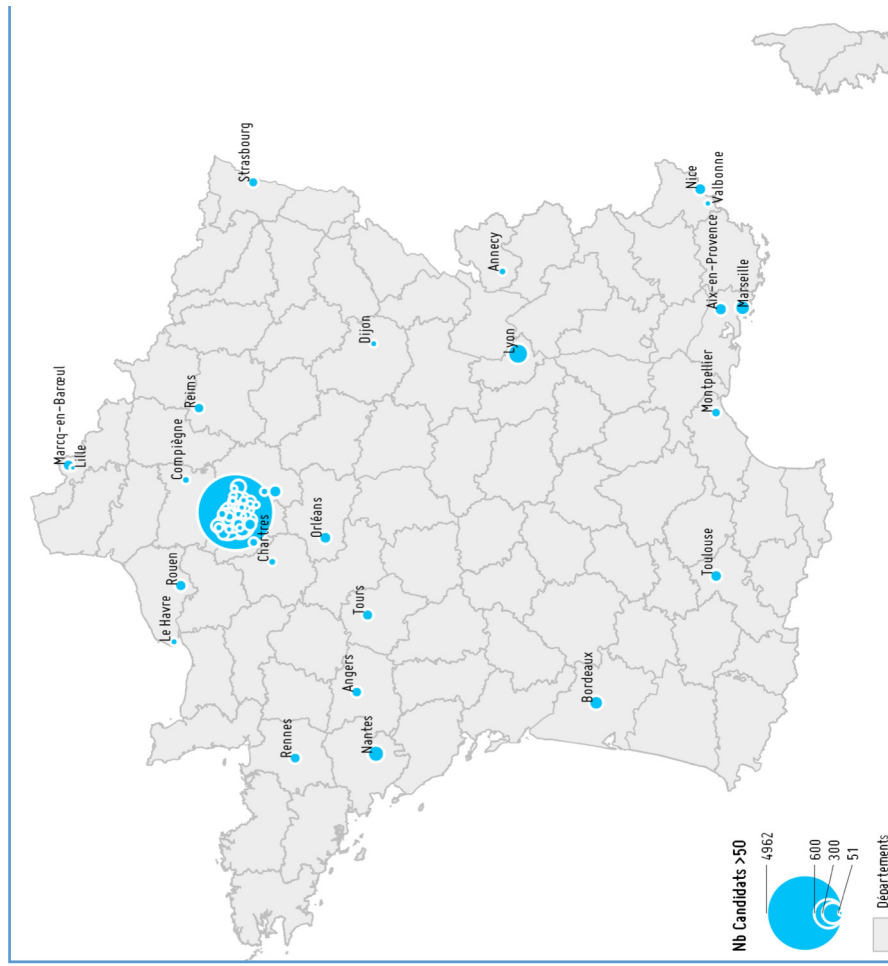 Marcq-en-Barœul
Lille
Strasbourg
Compiègne
Reims
Le Havre
Rouen
Chartres
Orléans
Dijon
Rennes
Angers
Tours
Nantes
Annecy
Lyon
Bordeaux
Toulouse
Montpellier
Aix-en-Provence
Marseille
Nice
Valbonne
Nb Candidats >50
4962
600
300
51
Départements